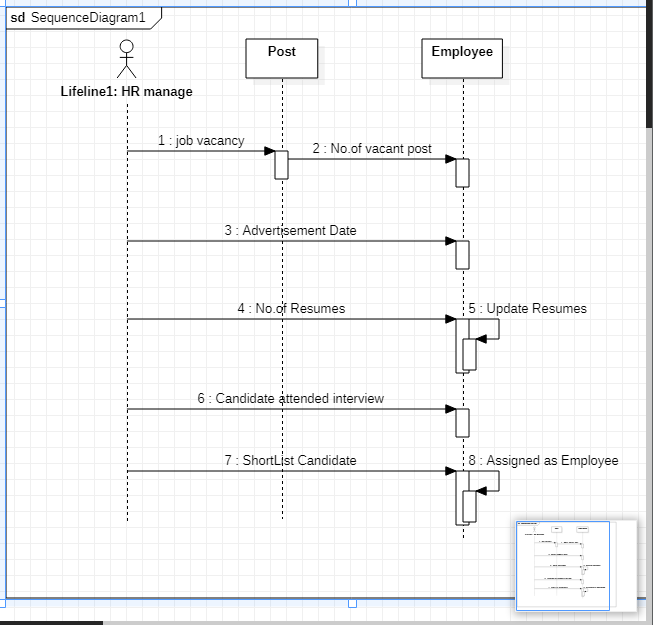 sd SequenceDiagram1
Post
Employee
Lifeline1: HR manage
1 : job vacancy
2 : No.of vacant post
3 : Advertisement Date
4 : No.of Resumes
5 : Update Resumes
6 : Candidate attended interview
7 : ShortList Candidate
8 : Assigned as Employee